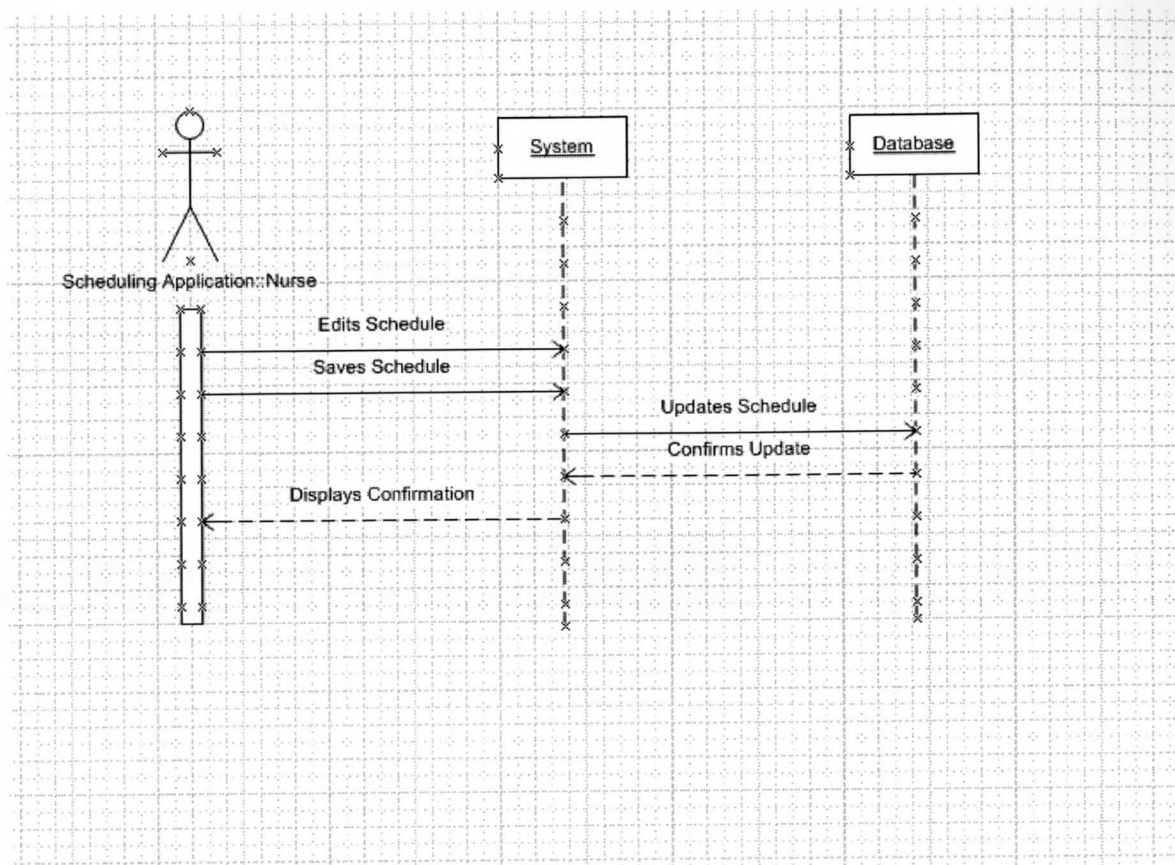 System
Database
Scheduling Application::Nurse
Edits Schedule
Saves Schedule
Updates Schedule
Confirms Update
Displays Confirmation